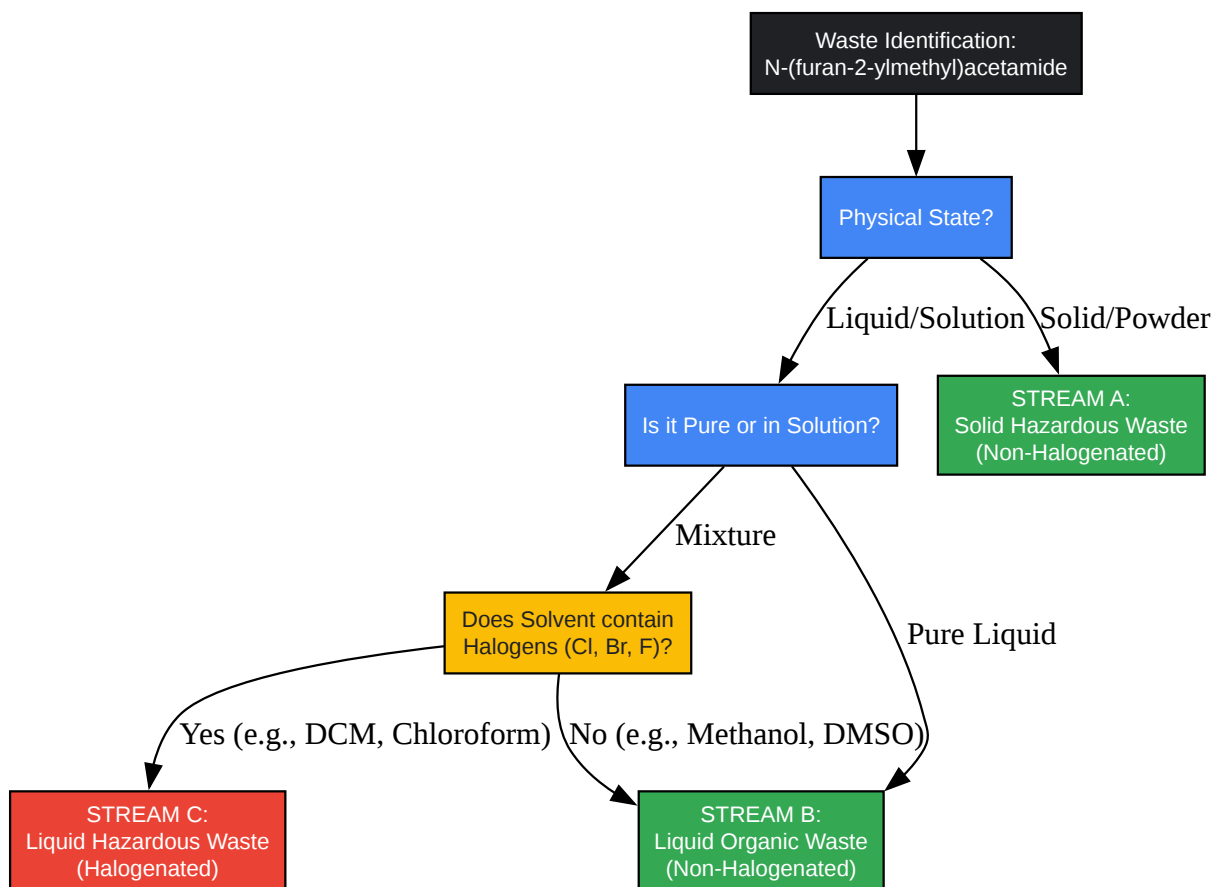 Waste Identification:
N-(furan-2-ylmethyl)acetamide
Physical State?
Liquid/Solution
Solid/Powder
Is it Pure or in Solution?
STREAM A:
Solid Hazardous Waste
(Non-Halogenated)
Mixture
Pure Liquid
Does Solvent contain
Halogens (Cl, Br, F)?
Yes (e.g., DCM, Chloroform)
No (e.g., Methanol, DMSO)
STREAM C:
Liquid Hazardous Waste
(Halogenated)
STREAM B:
Liquid Organic Waste
(Non-Halogenated)